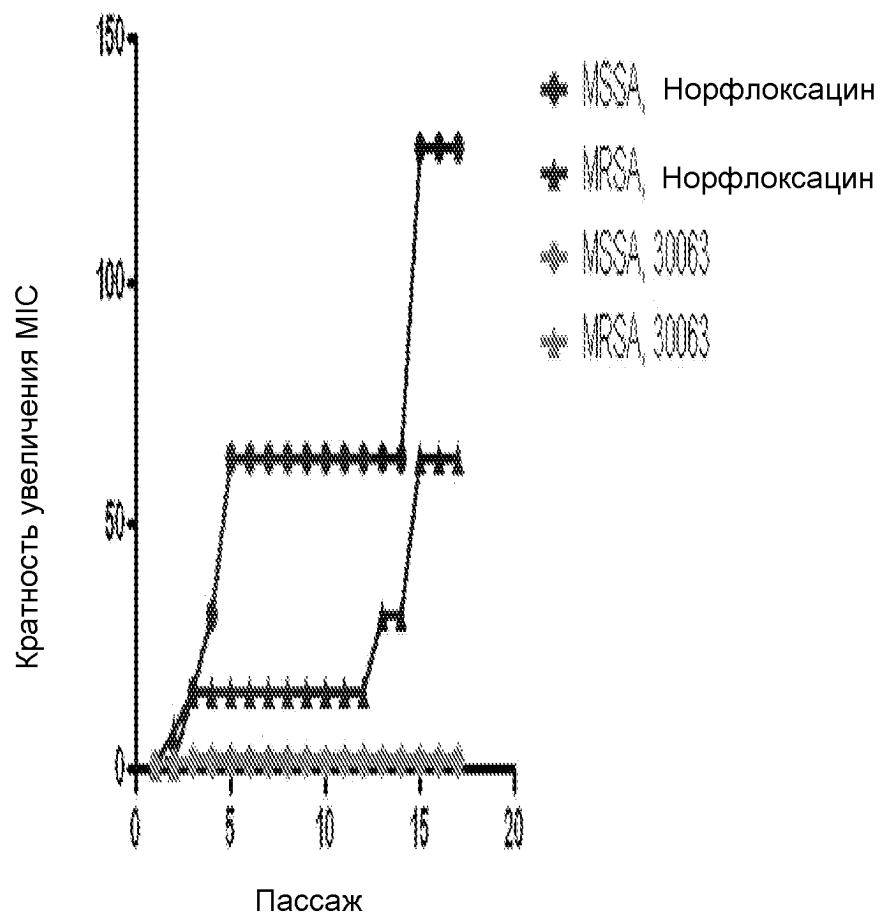 150
100
50
0
0 5 10 15 20
Кратность увеличения MIC
Пассаж
MSSA, Норфлоксацин
MRSA, Норфлоксацин
MSSA, 30063
MRSA, 30063